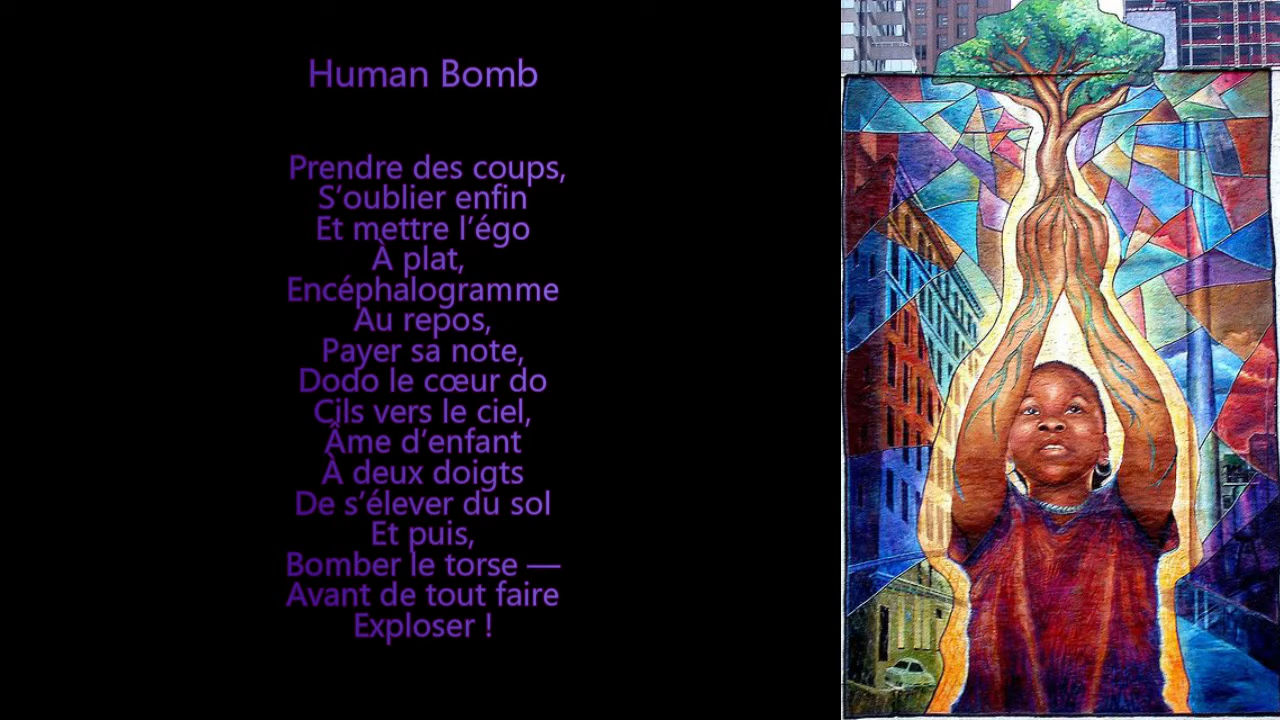 Human Bomb
Prendre des coups,
S’oublier enfin
Et mettre l’égo
À plat,
Encéphalogramme
Au repos,
Payer sa note,
Dodo le cœur do
Cils vers le ciel,
Âme d’enfant
À deux doigts
De s’élever du sol
Et puis,
Bomber le torse —
Avant de tout faire
Exploser !